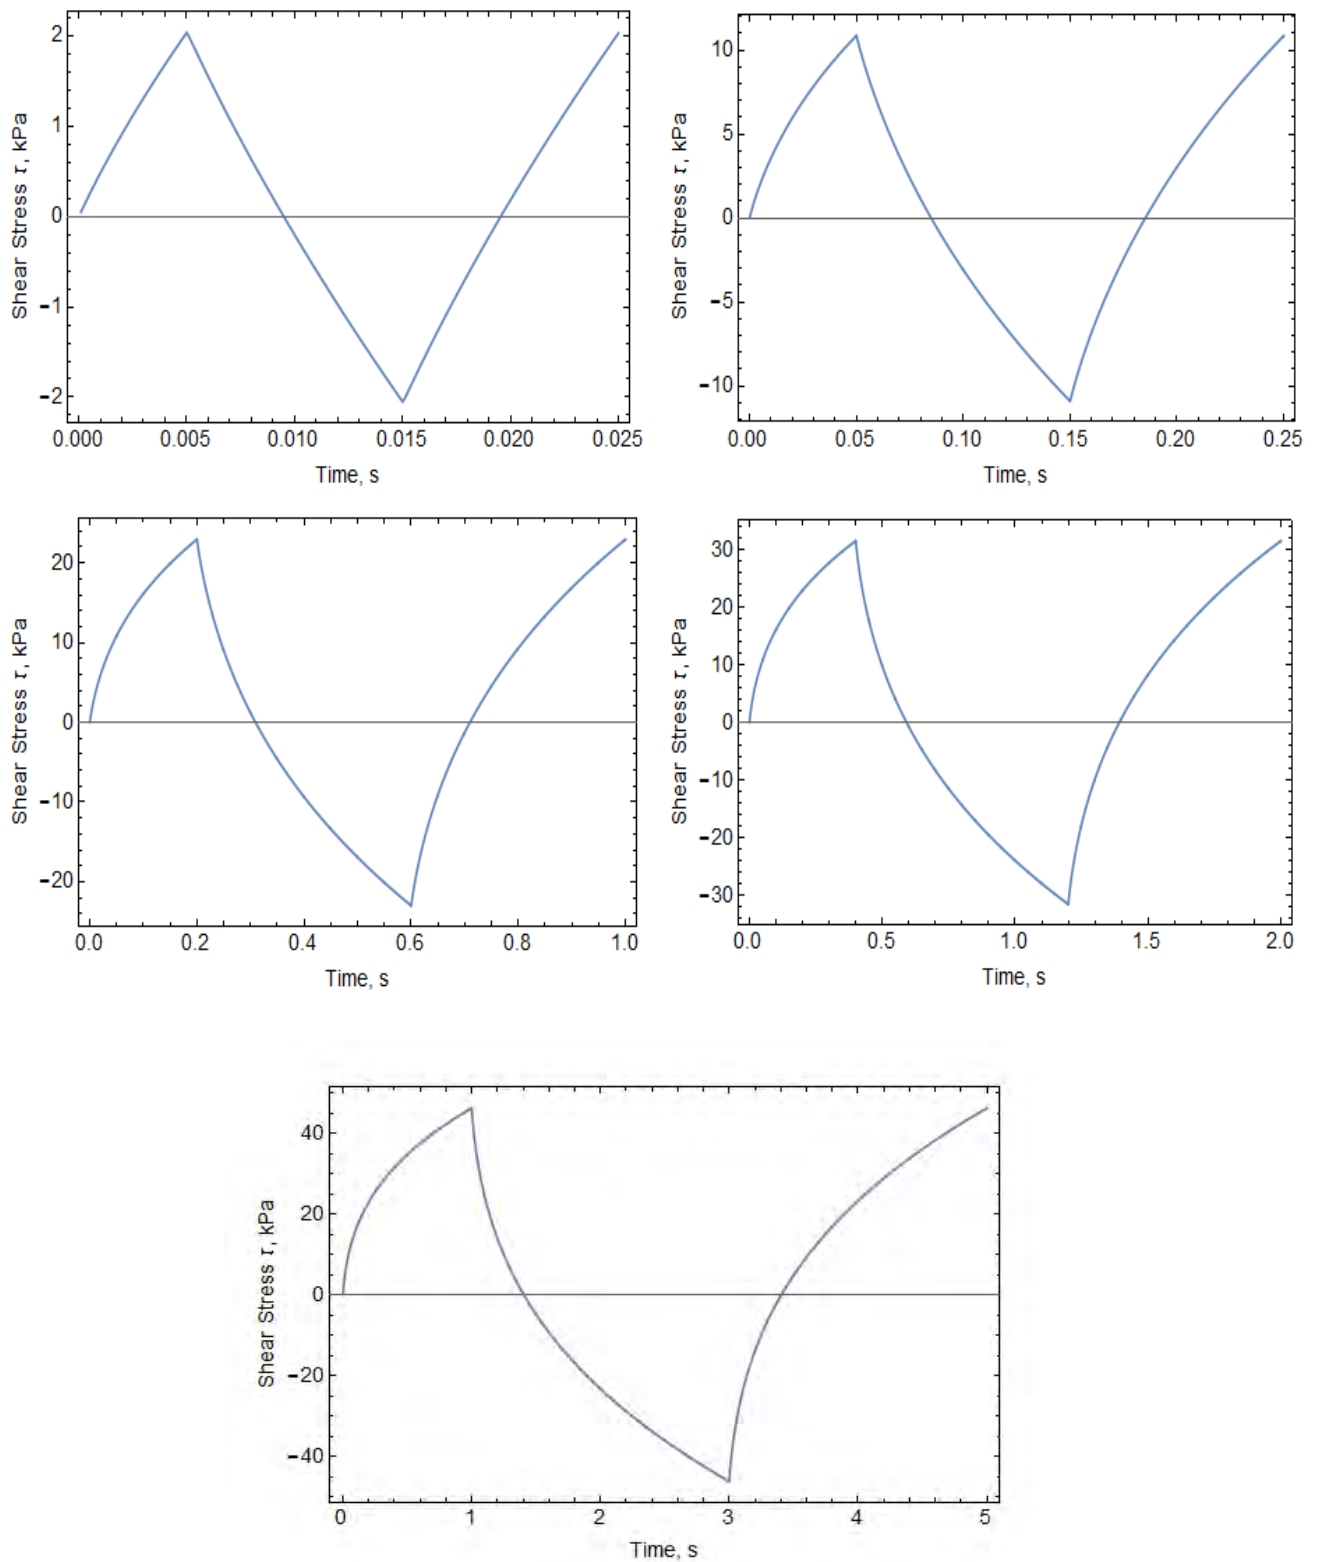 2
1
0
−1
−2
Shear Stress τ, kPa
0.000 0.005 0.010 0.015 0.020 0.025
Time, s
10
5
0
−5
−10
Shear Stress τ, kPa
0.00 0.05 0.10 0.15 0.20 0.25
Time, s
20
10
0
−10
−20
Shear Stress τ, kPa
0.0 0.2 0.4 0.6 0.8 1.0
Time, s
30
20
10
0
−10
−20
−30
Shear Stress τ, kPa
0.0 0.5 1.0 1.5 2.0
Time, s
40
20
0
−20
−40
Shear Stress τ, kPa
0 1 2 3 4 5
Time, s